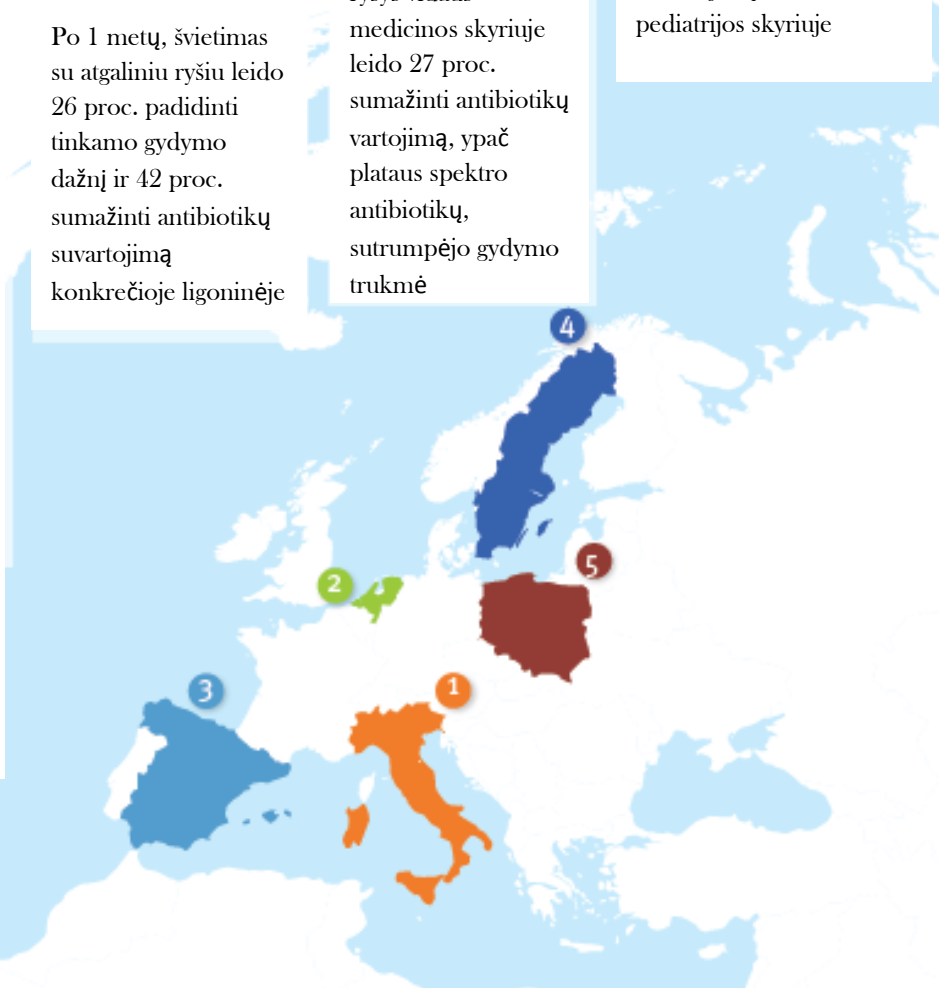 Po 1 metų, švietimas
su atgaliniu ryšiu leido
26 proc. padidinti
tinkamo gydymo
dažnį ir 42 proc.
sumažinti antibiotikų
suvartojimą
konkrečioje ligoninėje
medicinos skyriuje
leido 27 proc.
sumažinti antibiotikų
vartojimą, ypač
plataus spektro
antibiotikų,
sutrumpėjo gydymo
trukmė
pediatrijos skyriuje
4
5
2
3
1